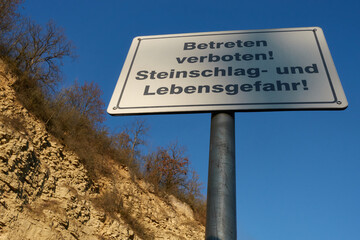 Betreten
verboten!
Steinschlag- und
Lebensgefahr!